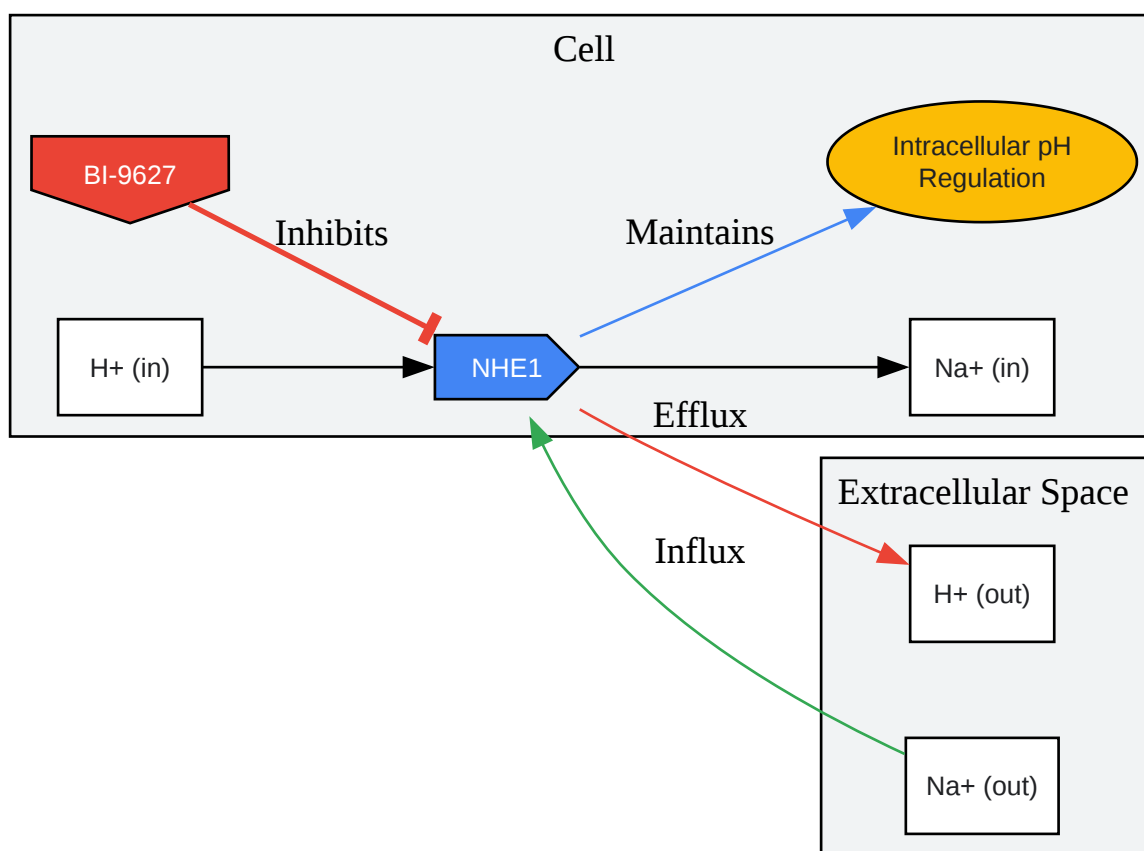 Cell
BI-9627
Intracellular pH
Regulation
Inhibits
Maintains
H+ (in)
NHE1
Na+ (in)
Efflux
Extracellular Space
Influx
H+ (out)
Na+ (out)